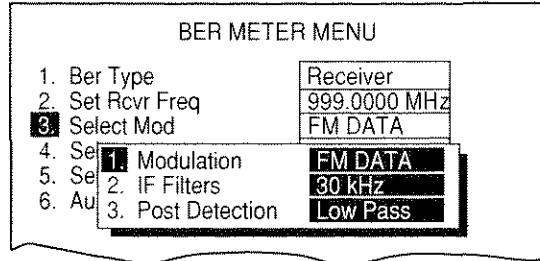 BER METER MENU
1. Ber Type Receiver
2. Set Rcvr Freq 999.0000 MHz
3. Select Mod FM DATA
4. Se
5. Se
6. Au
1. Modulation FM DATA
2. IF Filters 30 kHz
3. Post Detection Low Pass